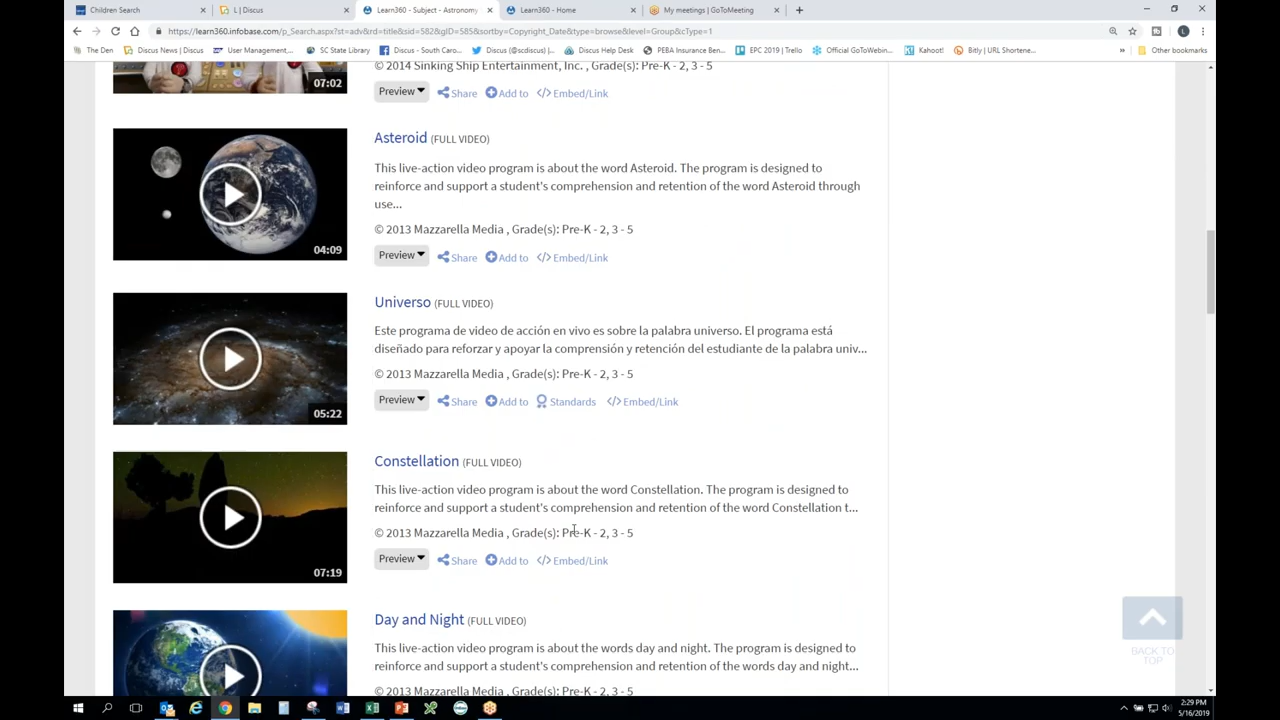 Children Search
L | Discus
Learn360 - Subject - Astronomy
Learn360 - Home
My meetings | GoToMeeting
https://learn360.infobase.com/p_Search.aspx?st=adv&rd=title&sid=582&gID=585&sortby=Copyright_Date&type=browse&level=Group&cType=1
The Den
Discus News | Discus
User Management,...
SC State Library
Discus - South Caro...
Twitter (@scdiscus) ...
Discus Help Desk
PEBA Insurance Ben...
EPC 2019 | Trello
Official GoToWebin...
Kahoot!
Bitly | URL Shortene...
Other bookmarks
07:02
© 2014 Sinking Ship Entertainment, Inc. , Grade(s): Pre-K - 2, 3 - 5
Preview Share Add to Embed/Link
Asteroid (FULL VIDEO)
This live-action video program is about the word Asteroid. The program is designed to
reinforce and support a student's comprehension and retention of the word Asteroid through
use...
© 2013 Mazzarella Media , Grade(s): Pre-K - 2, 3 - 5
04:09
Preview Share Add to Embed/Link
Universo (FULL VIDEO)
Este programa de video de acción en vivo es sobre la palabra universo. El programa está
diseñado para reforzar y apoyar la comprensión y retención del estudiante de la palabra univ...
© 2013 Mazzarella Media , Grade(s): Pre-K - 2, 3 - 5
05:22
Preview Share Add to Standards Embed/Link
Constellation (FULL VIDEO)
This live-action video program is about the word Constellation. The program is designed to
reinforce and support a student's comprehension and retention of the word Constellation t...
© 2013 Mazzarella Media , Grade(s): Pre-K - 2, 3 - 5
07:19
Preview Share Add to Embed/Link
Day and Night (FULL VIDEO)
This live-action video program is about the words day and night. The program is designed to
reinforce and support a student's comprehension and retention of the words day and night...
© 2013 Mazzarella Media , Grade(s): Pre-K - 2, 3 - 5
BACK TO
TOP
2:29 PM
5/16/2019